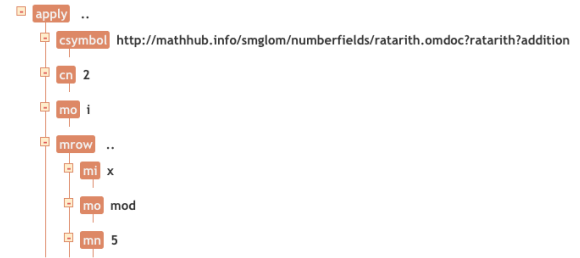 apply ..
csymbol http://mathhub.info/smglom/numberfields/ratarith.omdoc?ratarith?addition
cn 2
mo i
mrow ..
mi x
mo mod
mn 5